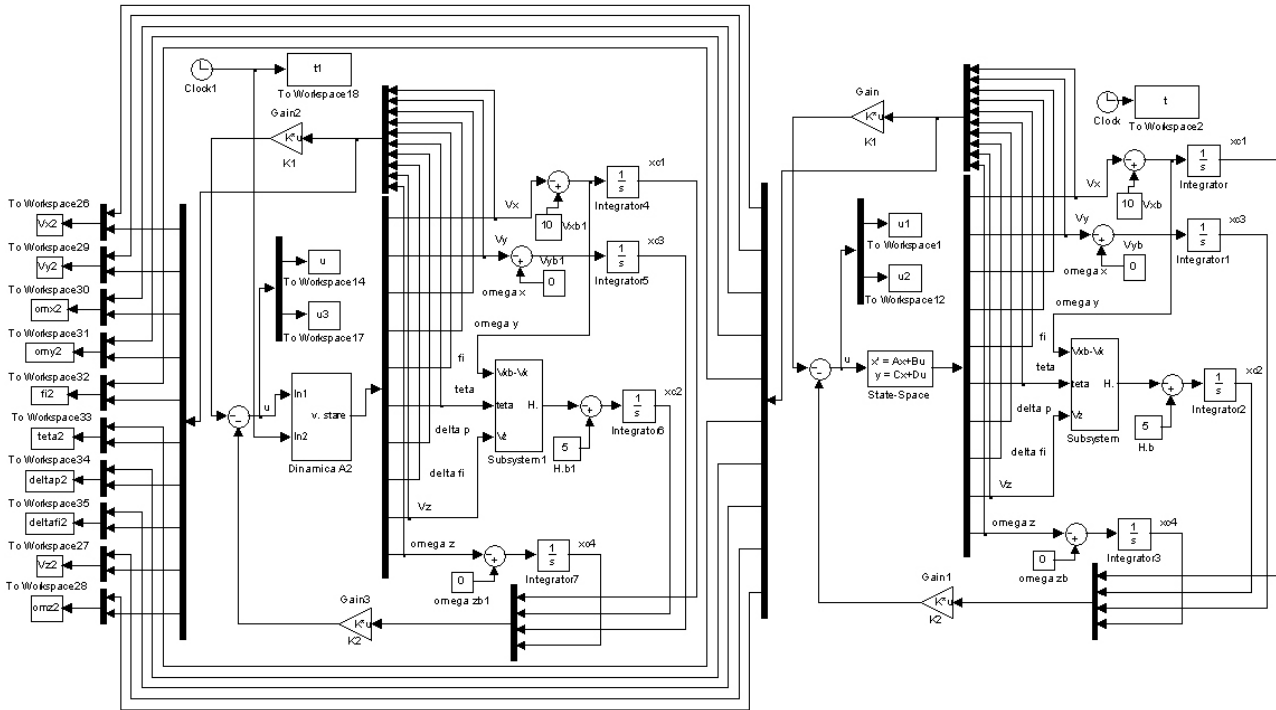 Clock1
t1
To Workspace18
Gain2
K*u
K1
To Workspace26
Vx2
To Workspace29
Vy2
To Workspace30
omx2
To Workspace31
omy2
To Workspace32
fi2
To Workspace33
teta2
To Workspace34
deltap2
To Workspace35
deltafi2
To Workspace27
Vz2
To Workspace28
omz2
u
To Workspace14
u3
To Workspace17
u
In1
In2
v. stare
Dinamica A2
Vx
10
Vxb1
1
s
Integrator4
xc1
Vy
Vyb1
0
omega x
1
s
Integrator5
xc3
omega y
fi
teta
delta p
delta fi
Vz
Vxb-Vx
teta
Vz
H.
Subsystem1
5
H.b1
1
s
Integrator6
xc2
omega z
0
omega zb1
1
s
Integrator7
xc4
Gain3
K*u
K2
Gain
K*u
K1
Clock
t
To Workspace2
u1
To Workspace1
u2
To Workspace12
u
x' = Ax+Bu
y = Cx+Du
State-Space
Vx
10
Vxb
1
s
Integrator
xc1
Vy
Vyb
0
omega x
1
s
Integrator1
xc3
omega y
fi
teta
delta p
delta fi
Vz
Vxb-Vx
teta
Vz
H.
Subsystem
5
H.b
1
s
Integrator2
xc2
omega z
0
omega zb
1
s
Integrator3
xc4
Gain1
K*u
K2